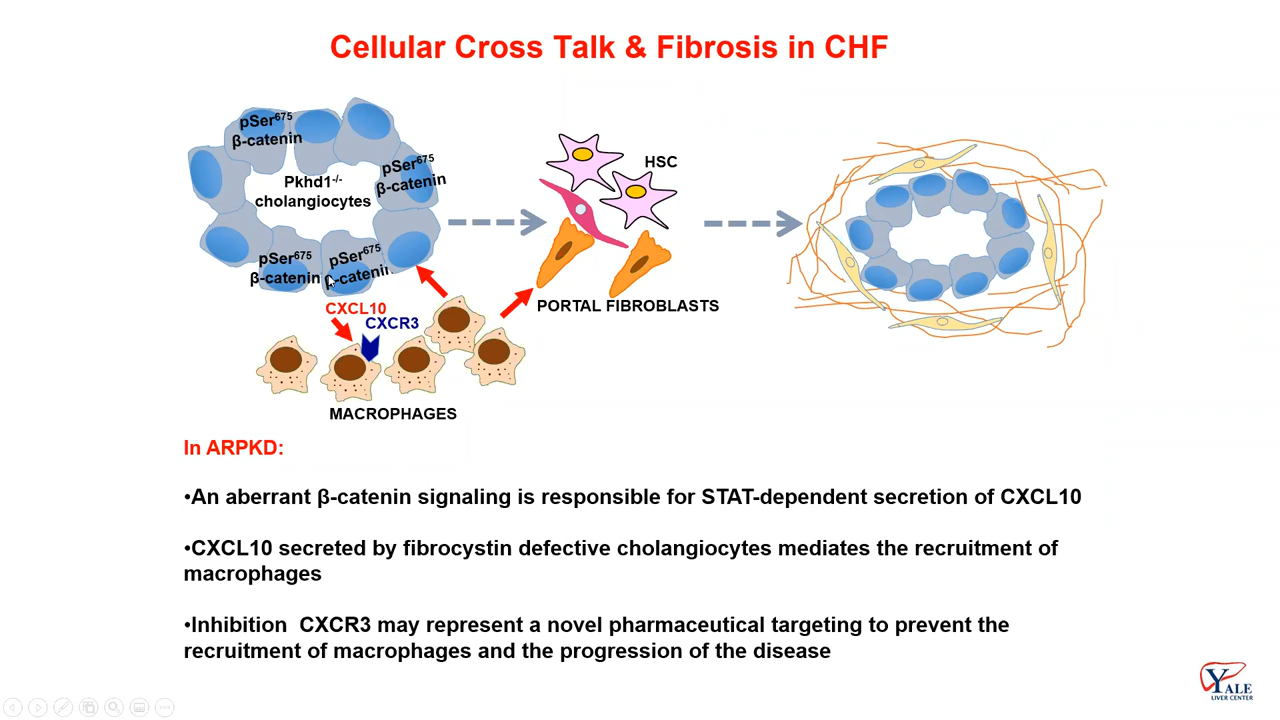 Cellular Cross Talk & Fibrosis in CHF
pSer⁶⁷⁵
β-catenin
pSer⁶⁷⁵
β-catenin
Pkhd1⁻/⁻
cholangiocytes
pSer⁶⁷⁵
β-catenin
pSer⁶⁷⁵
β-catenin
HSC
PORTAL FIBROBLASTS
CXCL10
CXCR3
MACROPHAGES
In ARPKD:
•An aberrant β-catenin signaling is responsible for STAT-dependent secretion of CXCL10
•CXCL10 secreted by fibrocystin defective cholangiocytes mediates the recruitment of
macrophages
•Inhibition  CXCR3 may represent a novel pharmaceutical targeting to prevent the
recruitment of macrophages and the progression of the disease
YALE
LIVER CENTER